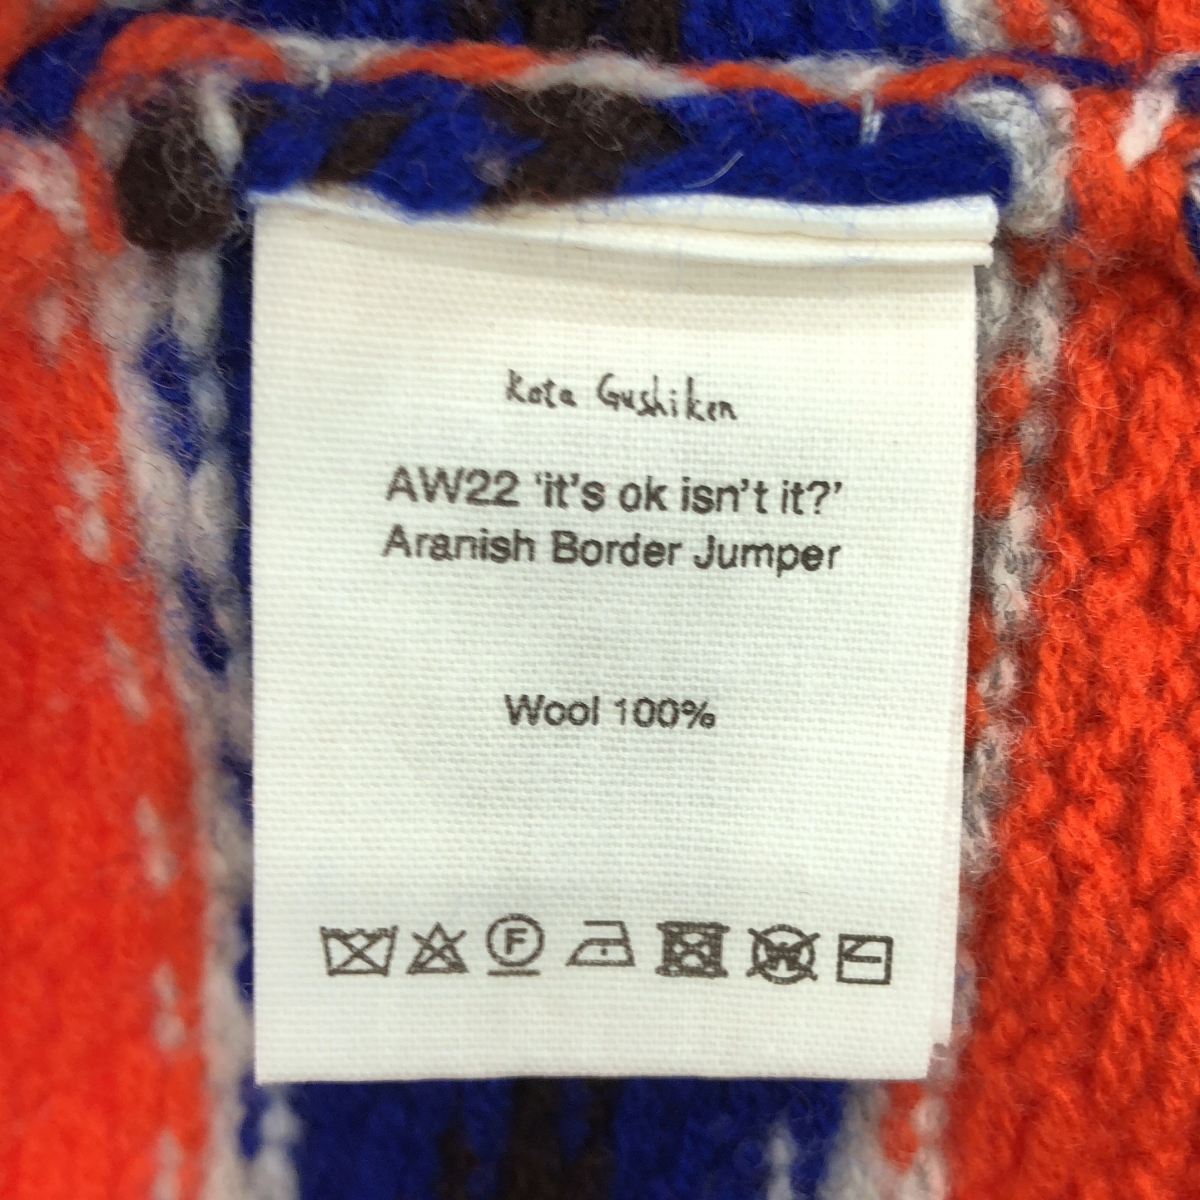 Kota Gushiken
AW22 ‘it’s ok isn’t it?’
Aranish Border Jumper
Wool 100%
F W